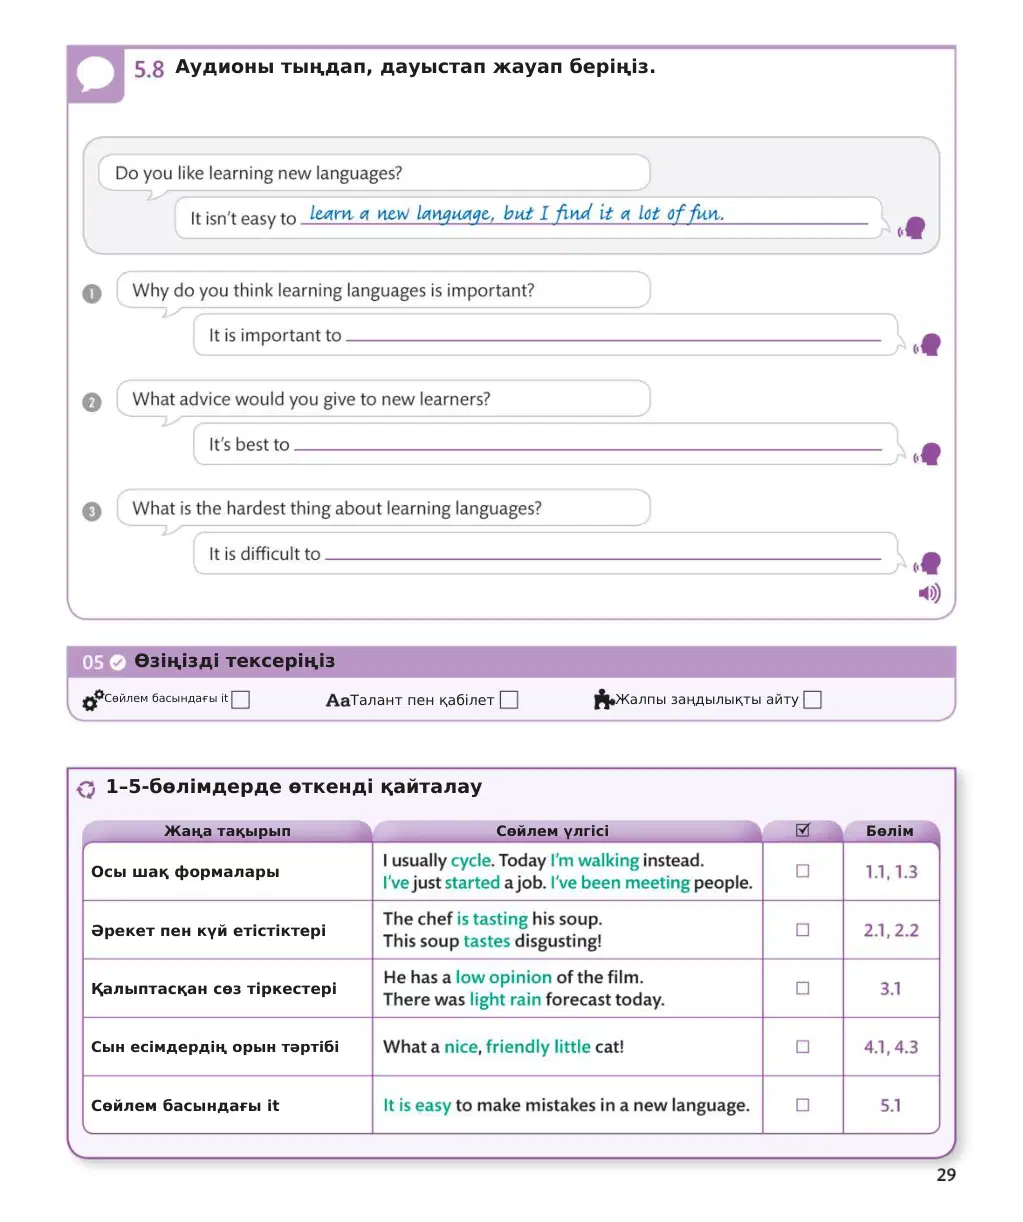 5.8 Аудионы тыңдап, дауыстап жауап беріңіз.
Do you like learning new languages?
It isn't easy to learn a new language, but I find it a lot of fun.
1 Why do you think learning languages is important?
It is important to
2 What advice would you give to new learners?
It's best to
3 What is the hardest thing about learning languages?
It is difficult to
05 Өзіңізді тексеріңіз
Сөйлем басындағы it Aa Талант пен қабілет Жалпы заңдылықты айту
1–5-бөлімдерде өткенді қайталау
Жаңа тақырып Сөйлем үлгісі Бөлім
Осы шақ формалары I usually cycle. Today I'm walking instead. 1.1, 1.3
I've just started a job. I've been meeting people.
Әрекет пен күй етістіктері The chef is tasting his soup. 2.1, 2.2
This soup tastes disgusting!
Қалыптасқан сөз тіркестері He has a low opinion of the film. 3.1
There was light rain forecast today.
Сын есімдердің орын тәртібі What a nice, friendly little cat! 4.1, 4.3
Сөйлем басындағы it It is easy to make mistakes in a new language. 5.1
29